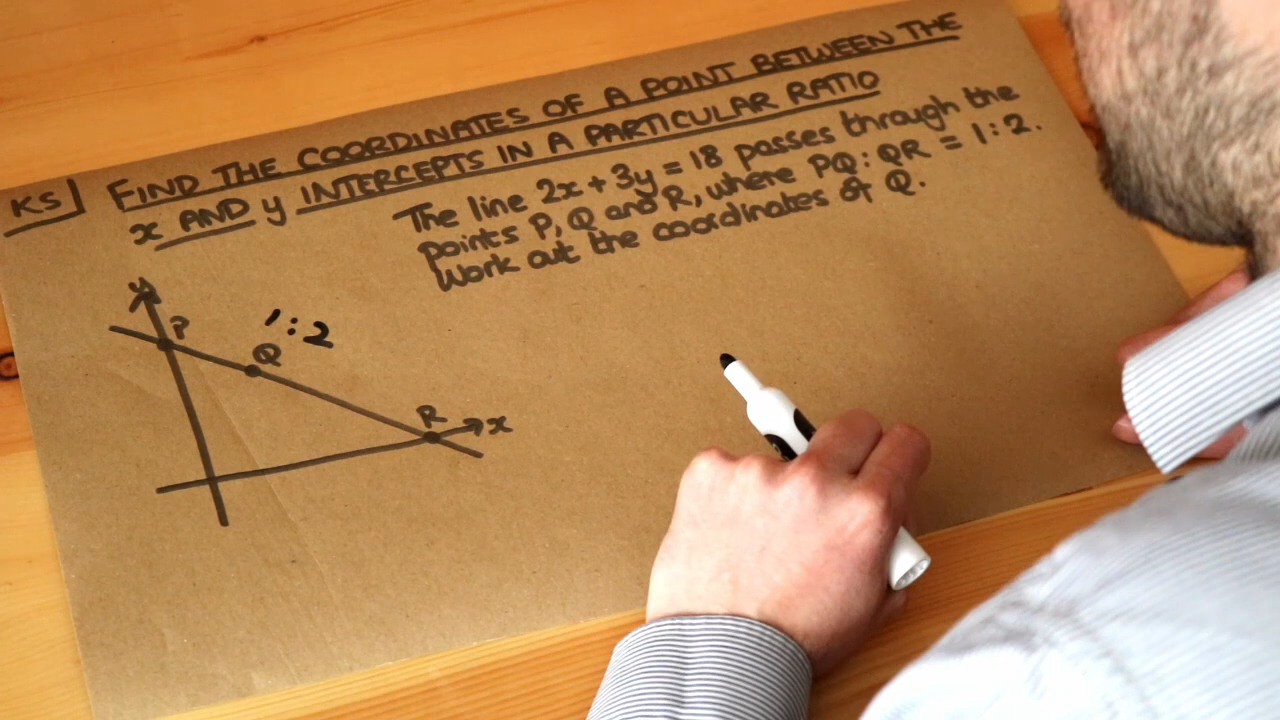 KS
FIND THE COORDINATES OF A POINT BETWEEN THE
x AND y INTERCEPTS IN A PARTICULAR RATIO
The line 2x + 3y = 18 passes through the
points P, Q and R, where PQ : QR = 1 : 2.
Work out the coordinates of Q.
y
P
1 : 2
Q
R
x